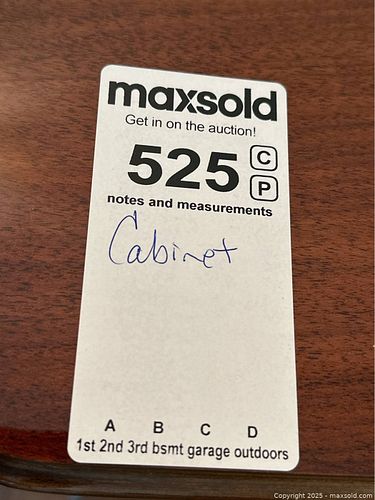 maxsold
Get in on the auction!
525 C
P
notes and measurements
Cabinet
A B C D
1st 2nd 3rd bsmt garage outdoors
Copyright 2025 - maxsold.com